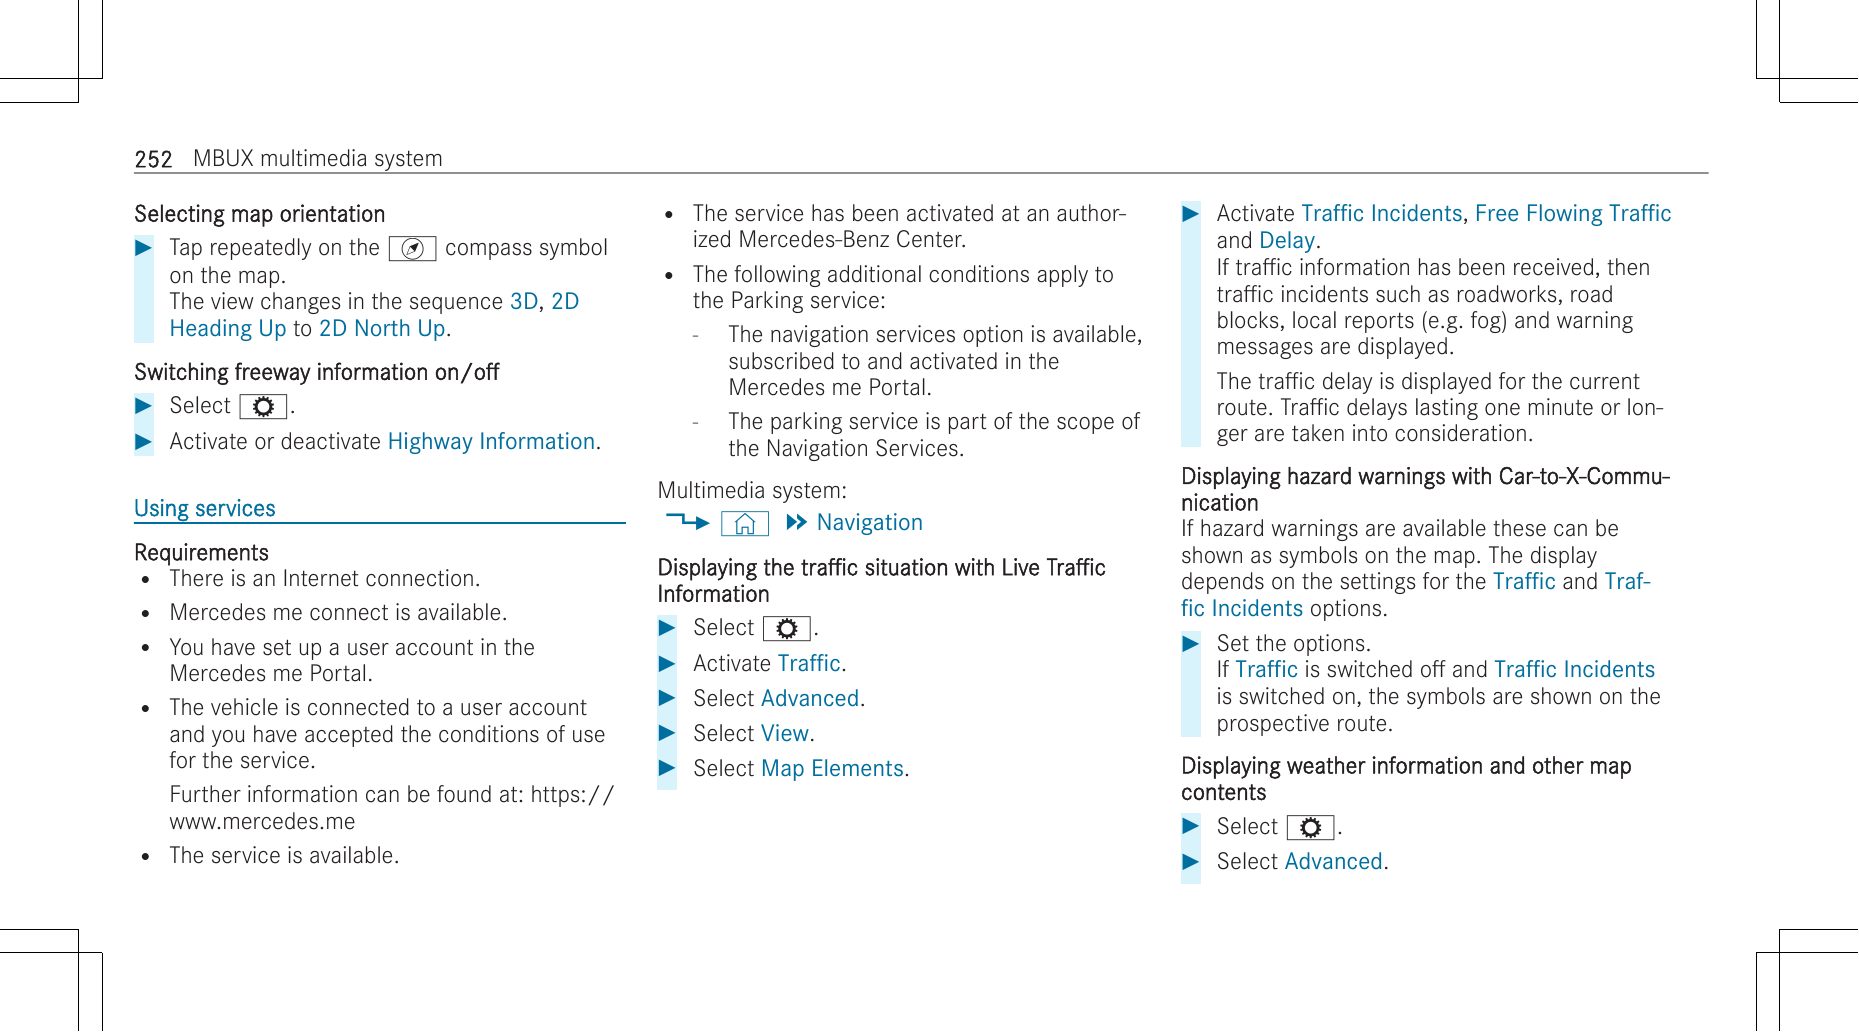 252 MBUX multimedia system
Selecting map orientation
Tap repeatedly on the compass symbol
on the map.
The view changes in the sequence 3D, 2D
Heading Up to 2D North Up.
Switching freeway information on/off
Select .
Activate or deactivate Highway Information.
Using services
Requirements
• There is an Internet connection.
• Mercedes me connect is available.
• You have set up a user account in the
Mercedes me Portal.
• The vehicle is connected to a user account
and you have accepted the conditions of use
for the service.
Further information can be found at: https://
www.mercedes.me
• The service is available.
• The service has been activated at an author-
ized Mercedes-Benz Center.
• The following additional conditions apply to
the Parking service:
- The navigation services option is available,
subscribed to and activated in the
Mercedes me Portal.
- The parking service is part of the scope of
the Navigation Services.
Multimedia system:
Navigation
Displaying the traffic situation with Live Traffic
Information
Select .
Activate Traffic.
Select Advanced.
Select View.
Select Map Elements.
Activate Traffic Incidents, Free Flowing Traffic
and Delay.
If traffic information has been received, then
traffic incidents such as roadworks, road
blocks, local reports (e.g. fog) and warning
messages are displayed.
The traffic delay is displayed for the current
route. Traffic delays lasting one minute or lon-
ger are taken into consideration.
Displaying hazard warnings with Car-to-X-Commu-
nication
If hazard warnings are available these can be
shown as symbols on the map. The display
depends on the settings for the Traffic and Traf-
fic Incidents options.
Set the options.
If Traffic is switched off and Traffic Incidents
is switched on, the symbols are shown on the
prospective route.
Displaying weather information and other map
contents
Select .
Select Advanced.